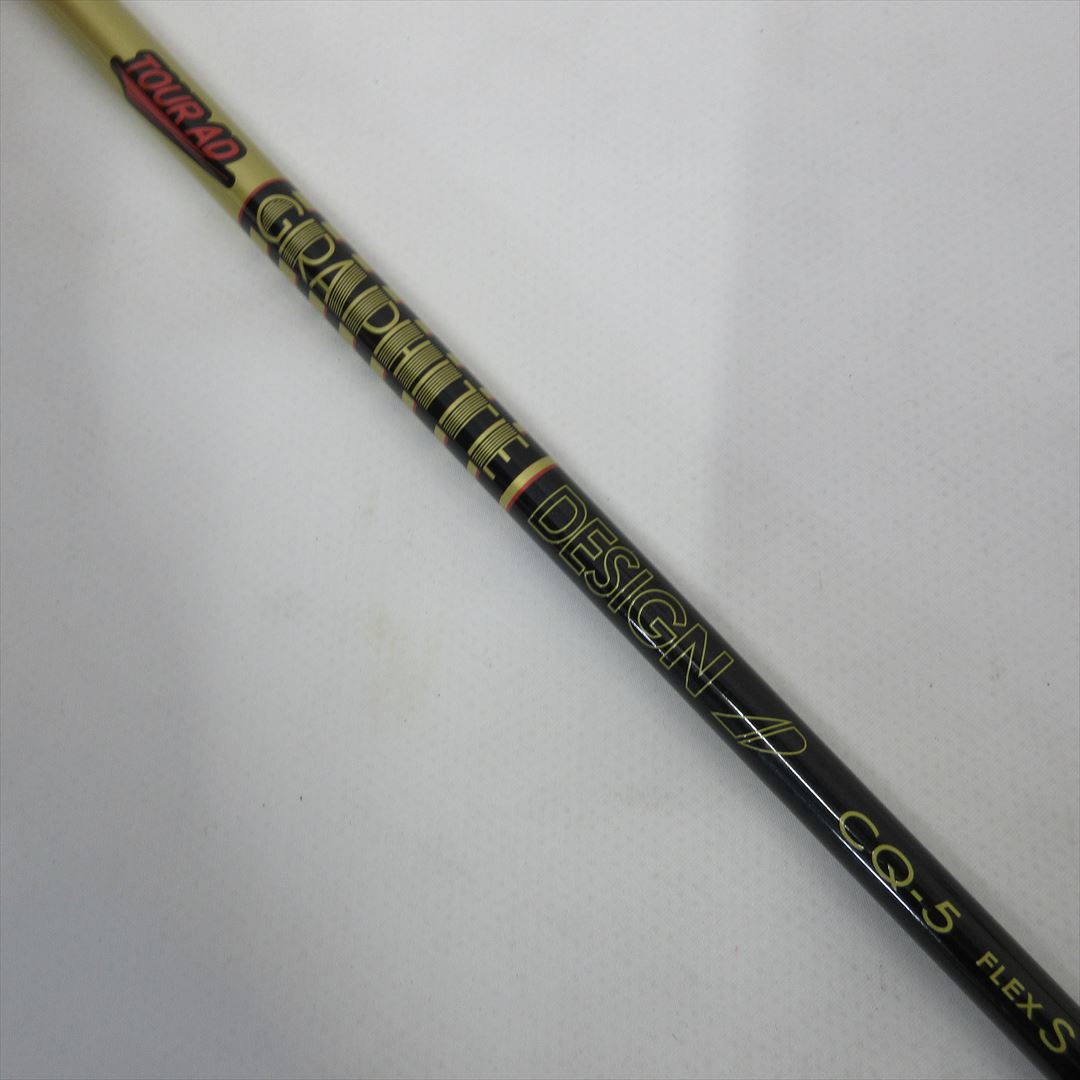 TOUR AD
GRAPHITE
DESIGN AD
CQ-5 FLEX S